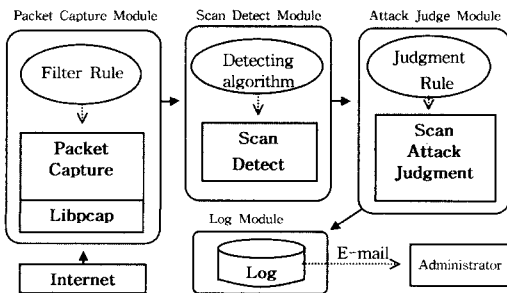 Packet Capture Module
Scan Detect Module
Attack Judge Module
Filter Rule
Packet
Capture
Libpcap
Internet
Detecting
algorithm
Scan
Detect
Judgment
Rule
Scan
Attack
Judgment
Log Module
Log
E-mail
Administrator